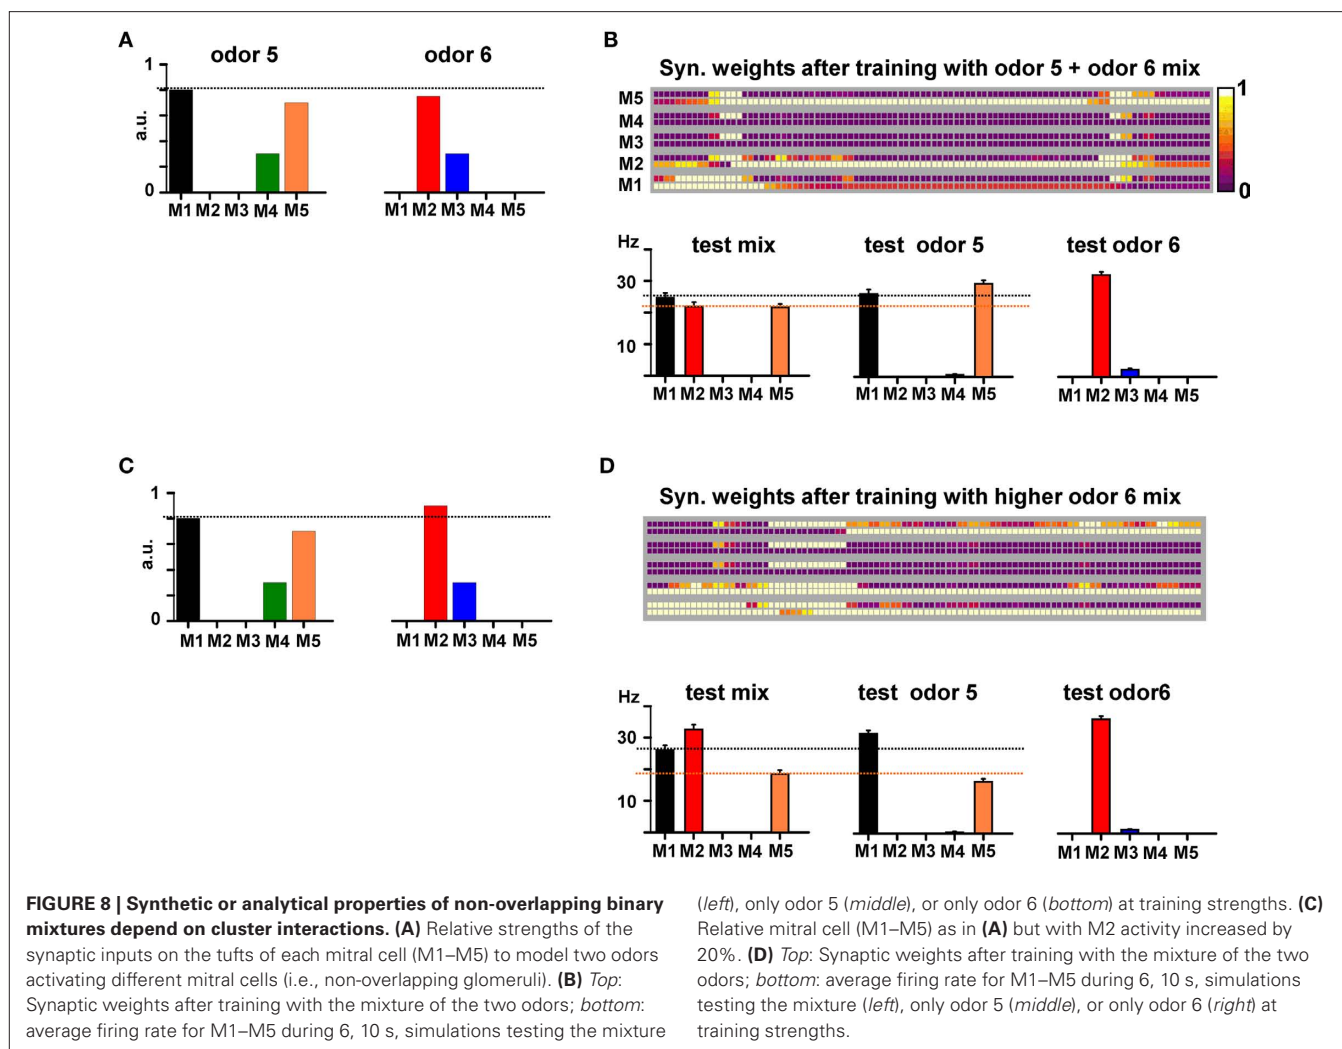 A
odor 5
odor 6
1
a.u.
0
M1 M2 M3 M4 M5
M1 M2 M3 M4 M5
B
Syn. weights after training with odor 5 + odor 6 mix
M5
M4
M3
M2
M1
1
0
Hz
test mix
test odor 5
test odor 6
30
10
M1 M2 M3 M4 M5
M1 M2 M3 M4 M5
M1 M2 M3 M4 M5
C
1
a.u.
0
M1 M2 M3 M4 M5
M1 M2 M3 M4 M5
D
Syn. weights after training with higher odor 6 mix
Hz
test mix
test odor 5
test odor6
30
10
M1 M2 M3 M4 M5
M1 M2 M3 M4 M5
M1 M2 M3 M4 M5
FIGURE 8 | Synthetic or analytical properties of non-overlapping binary
mixtures depend on cluster interactions. (A) Relative strengths of the
synaptic inputs on the tufts of each mitral cell (M1–M5) to model two odors
activating different mitral cells (i.e., non-overlapping glomeruli). (B) Top:
Synaptic weights after training with the mixture of the two odors; bottom:
average firing rate for M1–M5 during 6, 10 s, simulations testing the mixture
(left), only odor 5 (middle), or only odor 6 (bottom) at training strengths. (C)
Relative mitral cell (M1–M5) as in (A) but with M2 activity increased by
20%. (D) Top: Synaptic weights after training with the mixture of the two
odors; bottom: average firing rate for M1–M5 during 6, 10 s, simulations
testing the mixture (left), only odor 5 (middle), or only odor 6 (right) at
training strengths.